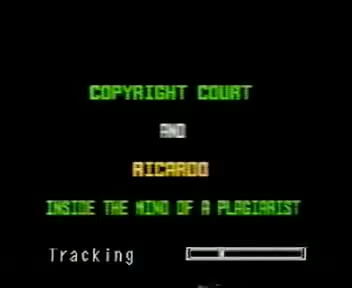 COPYRIGHT COURT
AND
RICARDO
INSIDE THE MIND OF A PLAGIARIST
Tracking